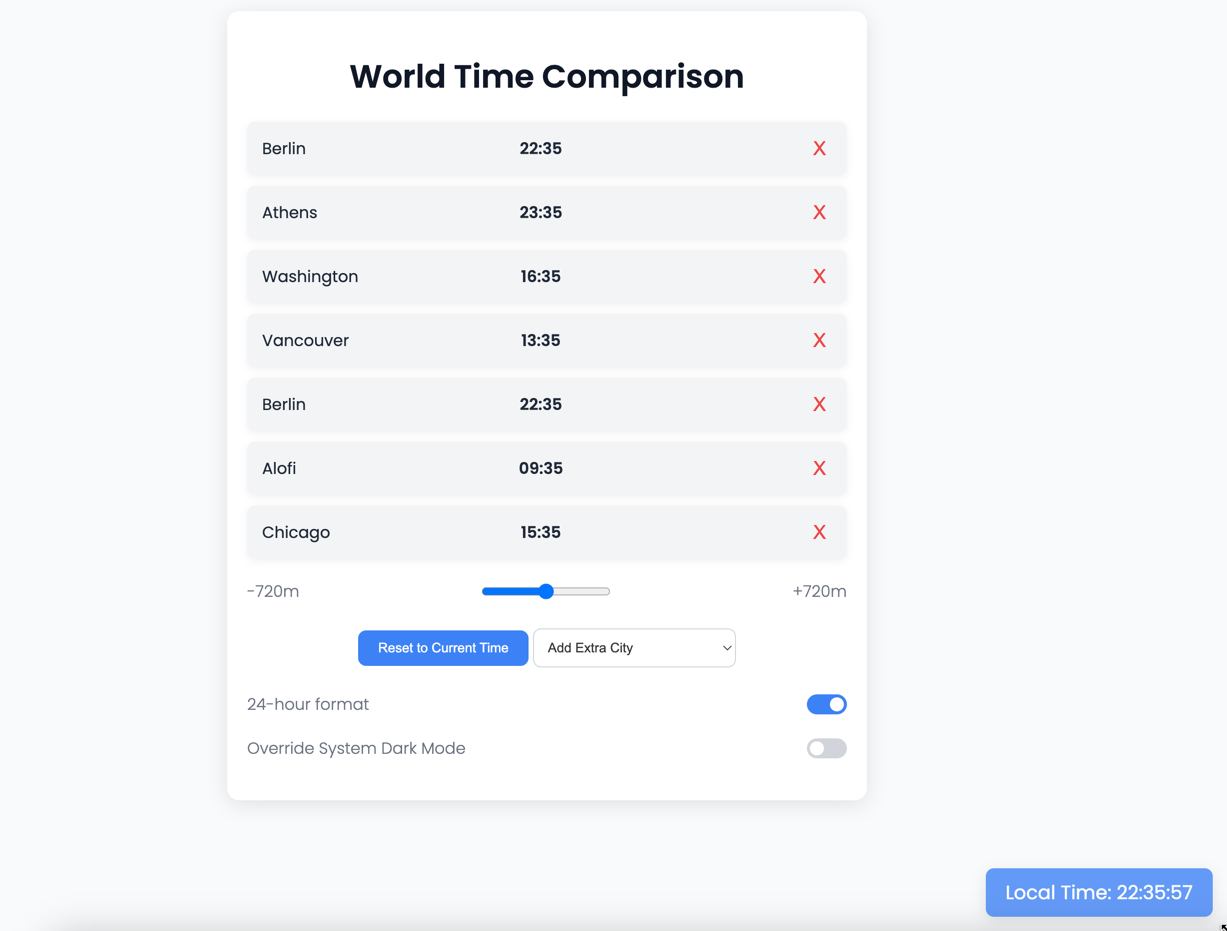 World Time Comparison
Berlin 22:35 X
Athens 23:35 X
Washington 16:35 X
Vancouver 13:35 X
Berlin 22:35 X
Alofi 09:35 X
Chicago 15:35 X
-720m +720m
Reset to Current Time Add Extra City
24-hour format
Override System Dark Mode
Local Time: 22:35:57